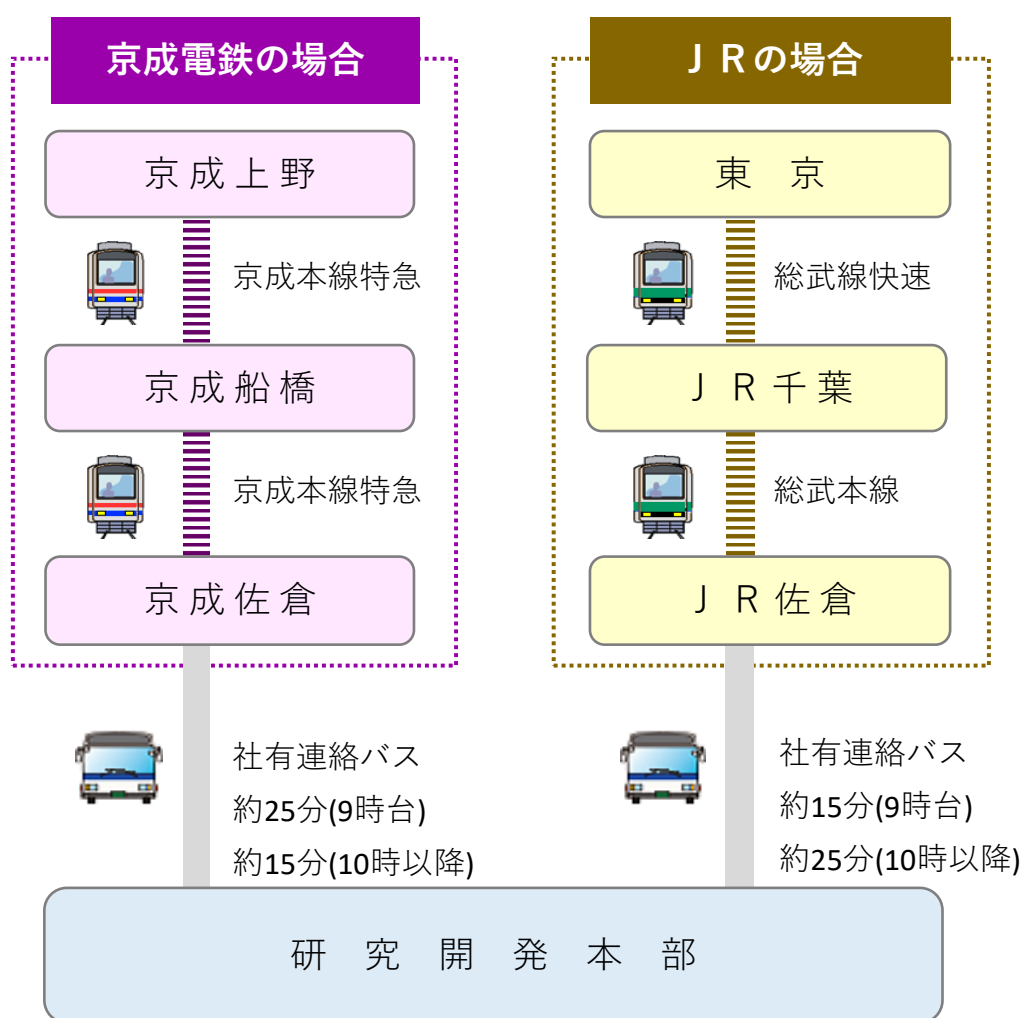 京成電鉄の場合
京成上野
京成本線特急
京成船橋
京成本線特急
京成佐倉
社有連絡バス
約25分(9時台)
約15分(10時以降)
ＪＲの場合
東　京
総武線快速
ＪＲ千葉
総武本線
ＪＲ佐倉
社有連絡バス
約15分(9時台)
約25分(10時以降)
研究開発本部